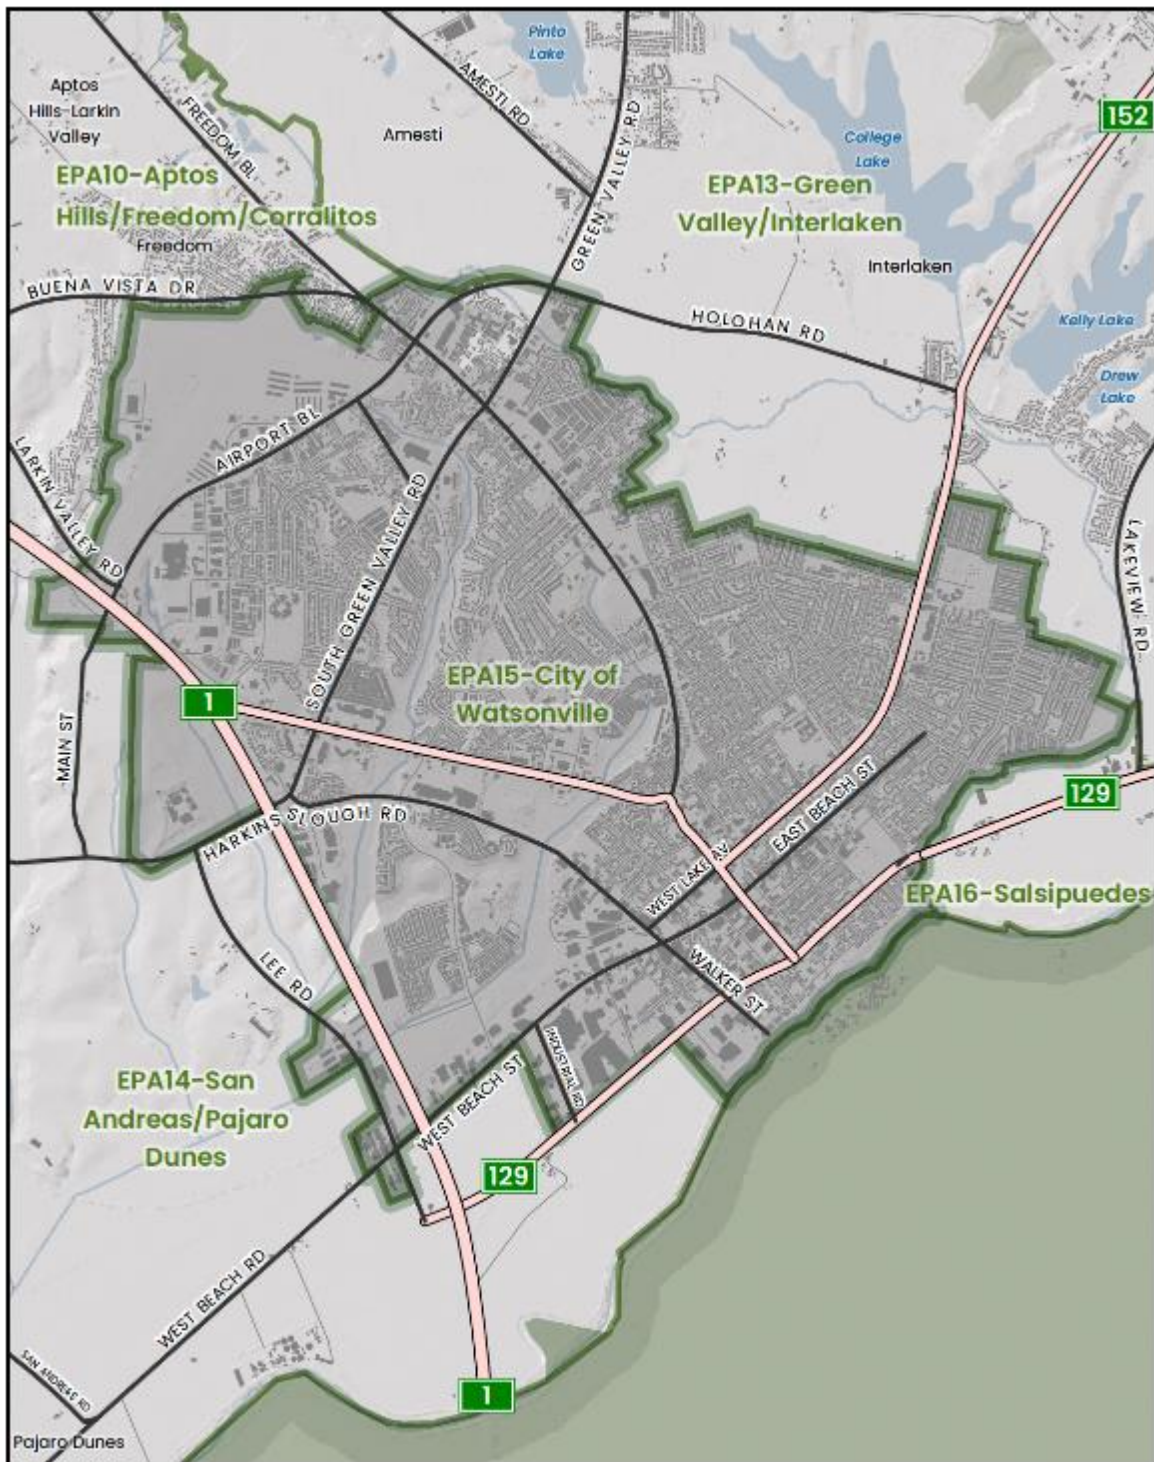 Pinto
Lake
Aptos
Hills-Larkin
Valley
FREEDOM BL
AMESTI RD
Amesti
GREEN VALLEY RD
152
College
Lake
EPA10-Aptos
Hills/Freedom/Corralitos
EPA13-Green
Valley/Interlaken
Freedom
Interlaken
BUENA VISTA DR
HOLOHAN RD
Kelly Lake
Drew
Lake
AIRPORT BL
LARKIN VALLEY RD
SOUTH GREEN VALLEY RD
LAKEVIEW RD
EPA15-City of
Watsonville
1
MAIN ST
HARKINS SLOUGH RD
EAST BEACH ST
129
WEST LAKE AV
EPA16-Salsipuedes
LEE RD
WALKER ST
INDUSTRIAL RD
EPA14-San
Andreas/Pajaro
Dunes
WEST BEACH ST
129
WEST BEACH RD
SAN ANDREAS RD
1
Pajaro Dunes